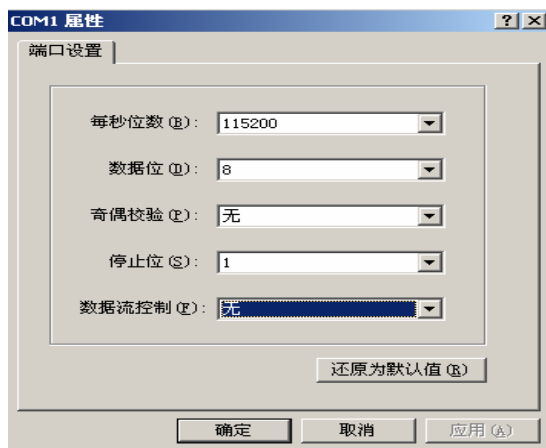 COM1 属性
端口设置
每秒位数(B): 115200
数据位(D): 8
奇偶校验(P): 无
停止位(S): 1
数据流控制(F): 无
还原为默认值(R)
确定 取消 应用(A)